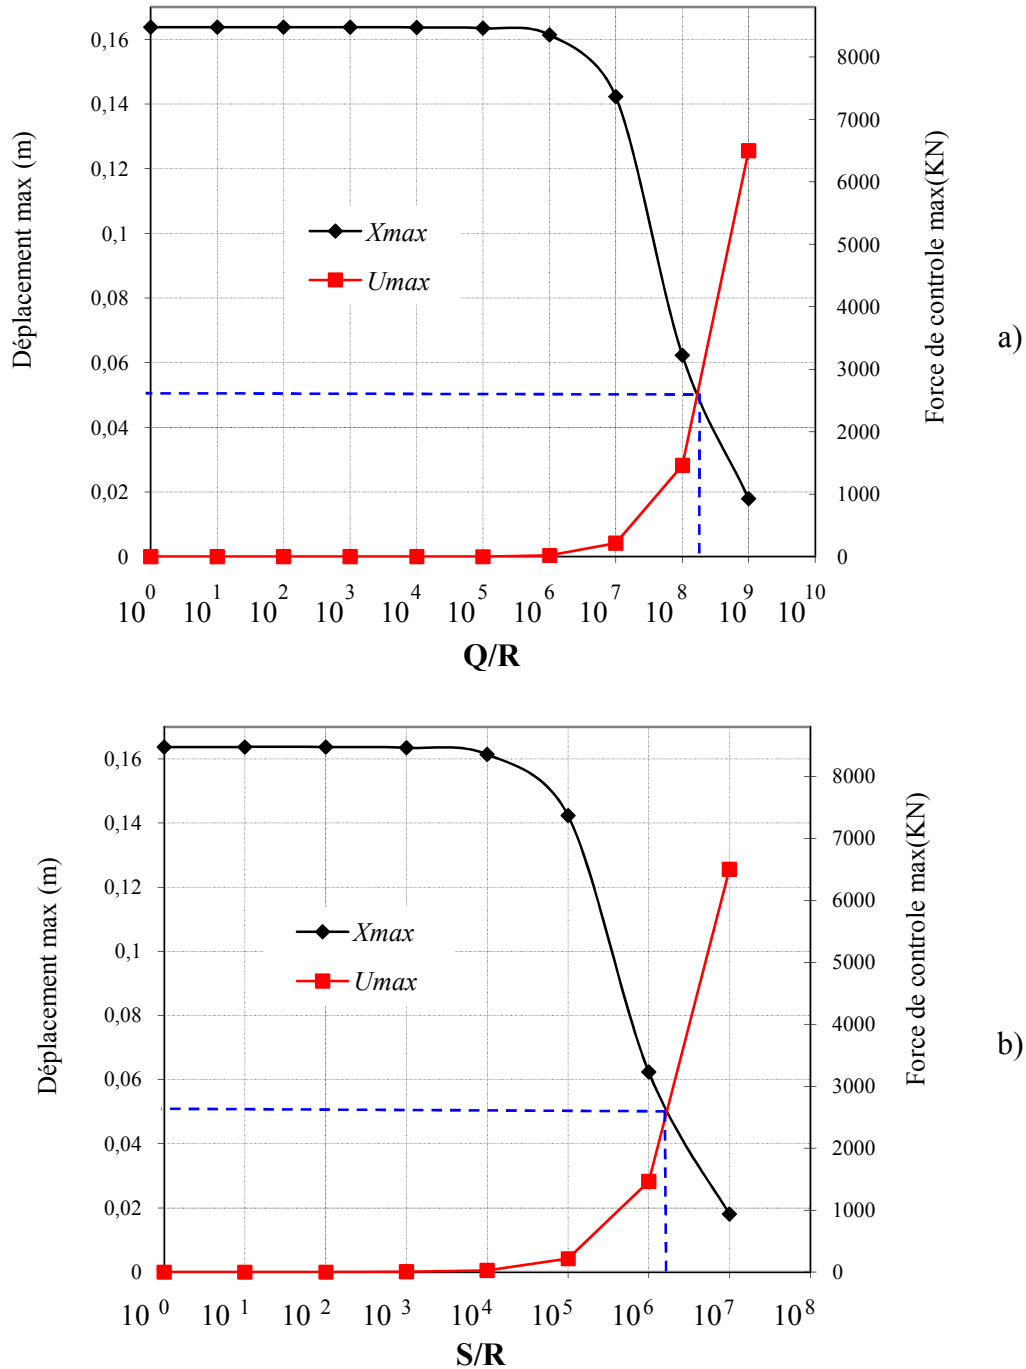 0,16
0,14
0,12
0,1
0,08
0,06
0,04
0,02
0
Déplacement max (m)
8000
7000
6000
5000
4000
3000
2000
1000
0
Force de controle max(KN)
Xmax
Umax
a)
10^0 10^1 10^2 10^3 10^4 10^5 10^6 10^7 10^8 10^9 10^10
Q/R
0,16
0,14
0,12
0,1
0,08
0,06
0,04
0,02
0
Déplacement max (m)
8000
7000
6000
5000
4000
3000
2000
1000
0
Force de controle max(KN)
Xmax
Umax
b)
10^0 10^1 10^2 10^3 10^4 10^5 10^6 10^7 10^8
S/R